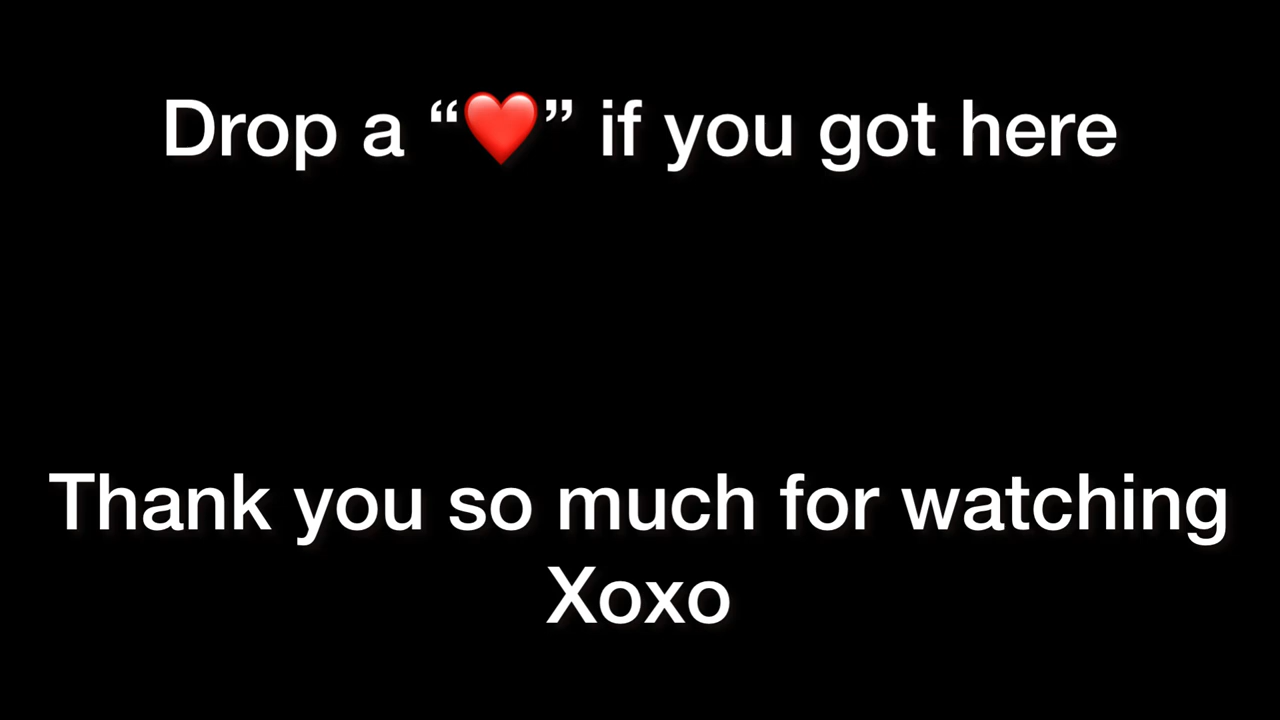 Drop a “❤️” if you got here
Thank you so much for watching
Xoxo